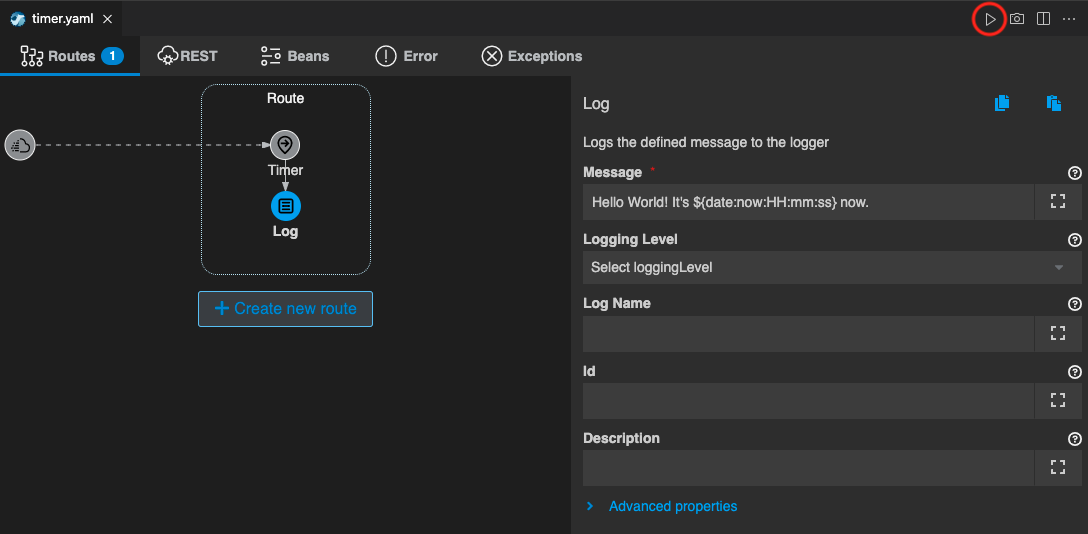 timer.yaml
Routes 1 REST Beans Error Exceptions
Route
Timer
Log
Create new route
Log
Logs the defined message to the logger
Message *
Hello World! It's ${date:now:HH:mm:ss} now.
Logging Level
Select loggingLevel
Log Name
Id
Description
Advanced properties